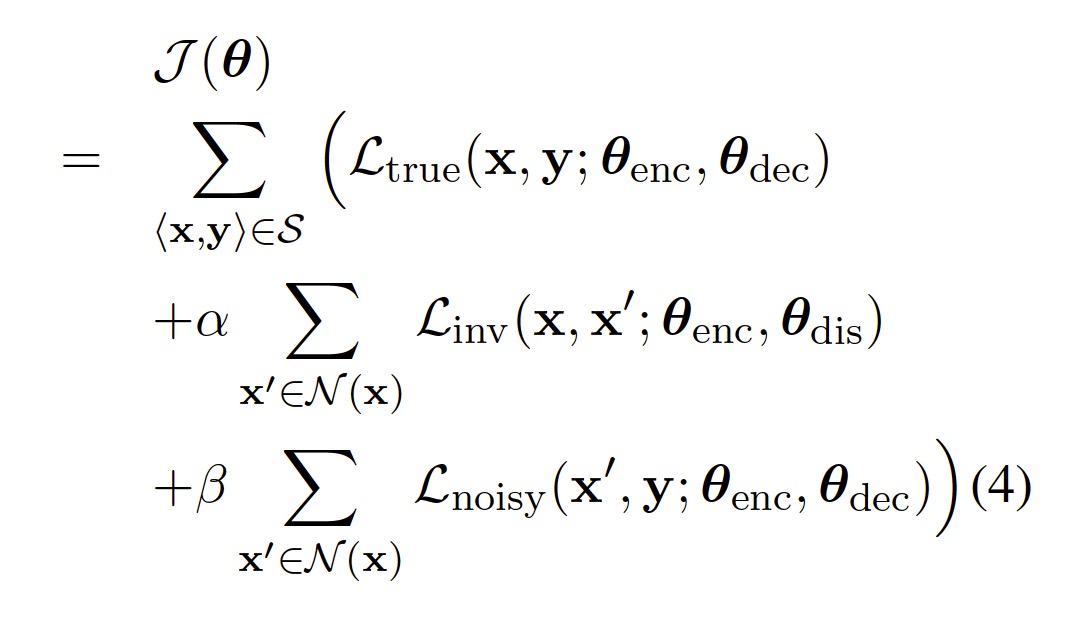 𝒥(𝜽)
= ∑ ( ℒ_true(𝐱, 𝐲; 𝜽_enc, 𝜽_dec)
⟨𝐱,𝐲⟩∈𝒮
+α ∑ ℒ_inv(𝐱, 𝐱′; 𝜽_enc, 𝜽_dis)
𝐱′∈𝒩(𝐱)
+β ∑ ℒ_noisy(𝐱′, 𝐲; 𝜽_enc, 𝜽_dec) ) (4)
𝐱′∈𝒩(𝐱)